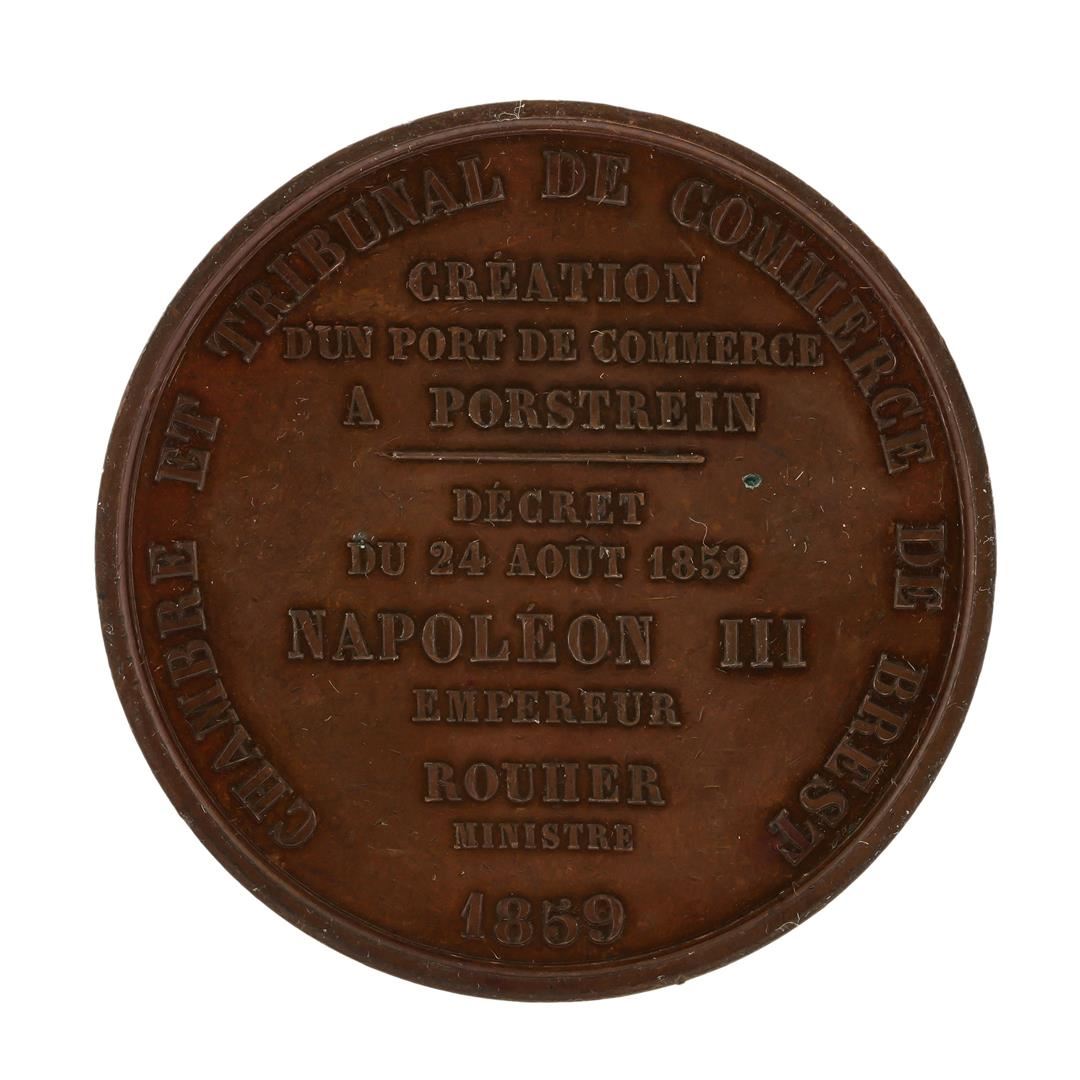 CHAMBRE ET TRIBUNAL DE COMMERCE DE BREST
CRÉATION
D'UN PORT DE COMMERCE
A PORSTREIN
DÉCRET
DU 24 AOÛT 1859
NAPOLÉON III
EMPEREUR
ROUHER
MINISTRE
1859